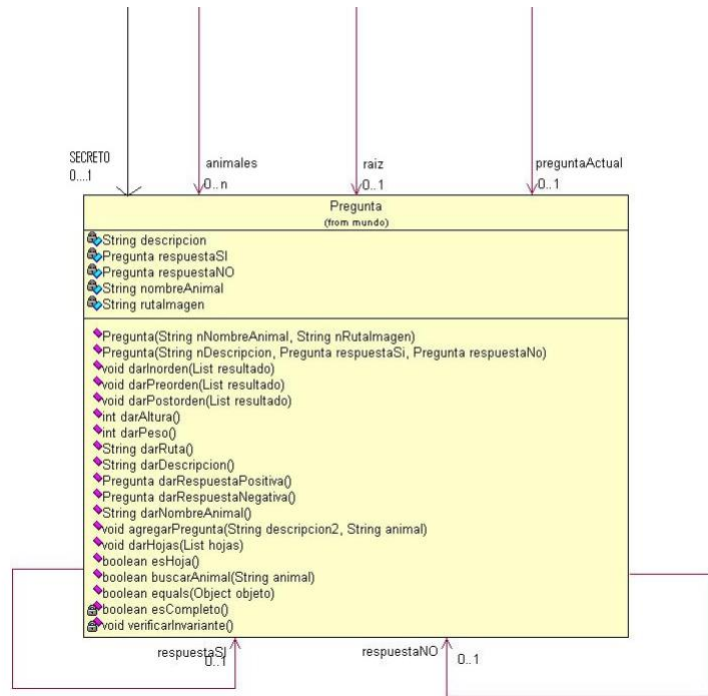 SECRETO
0....1
animales
0..n
raiz
0..1
preguntaActual
0..1
Pregunta
(from mundo)
String descripcion
Pregunta respuestaSI
Pregunta respuestaNO
String nombreAnimal
String rutaImagen
Pregunta(String nNombreAnimal, String nRutaImagen)
Pregunta(String nDescripcion, Pregunta respuestaSi, Pregunta respuestaNo)
void darInorden(List resultado)
void darPreorden(List resultado)
void darPostorden(List resultado)
int darAltura()
int darPeso()
String darRuta()
String darDescripcion()
Pregunta darRespuestaPositiva()
Pregunta darRespuestaNegativa()
String darNombreAnimal()
void agregarPregunta(String descripcion2, String animal)
void darHojas(List hojas)
boolean esHoja()
boolean buscarAnimal(String animal)
boolean equals(Object objeto)
boolean esCompleto()
void verificarInvariante()
respuestaSI
0..1
respuestaNO
0..1